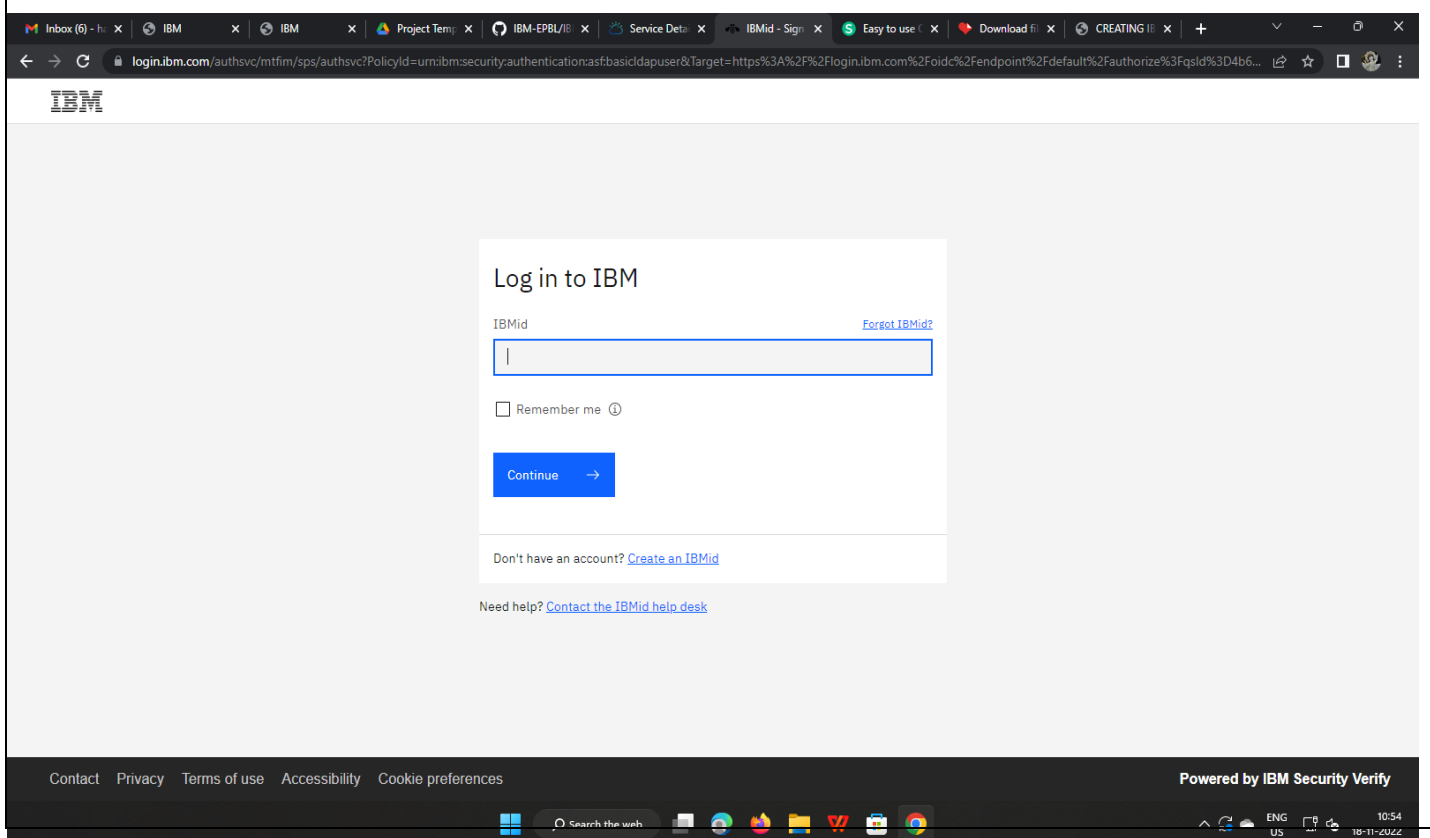 Inbox (6) - ha
IBM
IBM
Project Temp
IBM-EPBL/IB
Service Detai
IBMid - Sign
Easy to use C
Download fil
CREATING IB
login.ibm.com/authsvc/mtfim/sps/authsvc?PolicyId=urn:ibm:security:authentication:asf:basicldapuser&Target=https%3A%2F%2Flogin.ibm.com%2Foidc%2Fendpoint%2Fdefault%2Fauthorize%3FqsId%3D4b6...
IBM
Log in to IBM
IBMid Forgot IBMid?
Remember me
Continue
Don't have an account? Create an IBMid
Need help? Contact the IBMid help desk
Contact Privacy Terms of use Accessibility Cookie preferences Powered by IBM Security Verify
Search the web
ENG
US
10:54
18-11-2022